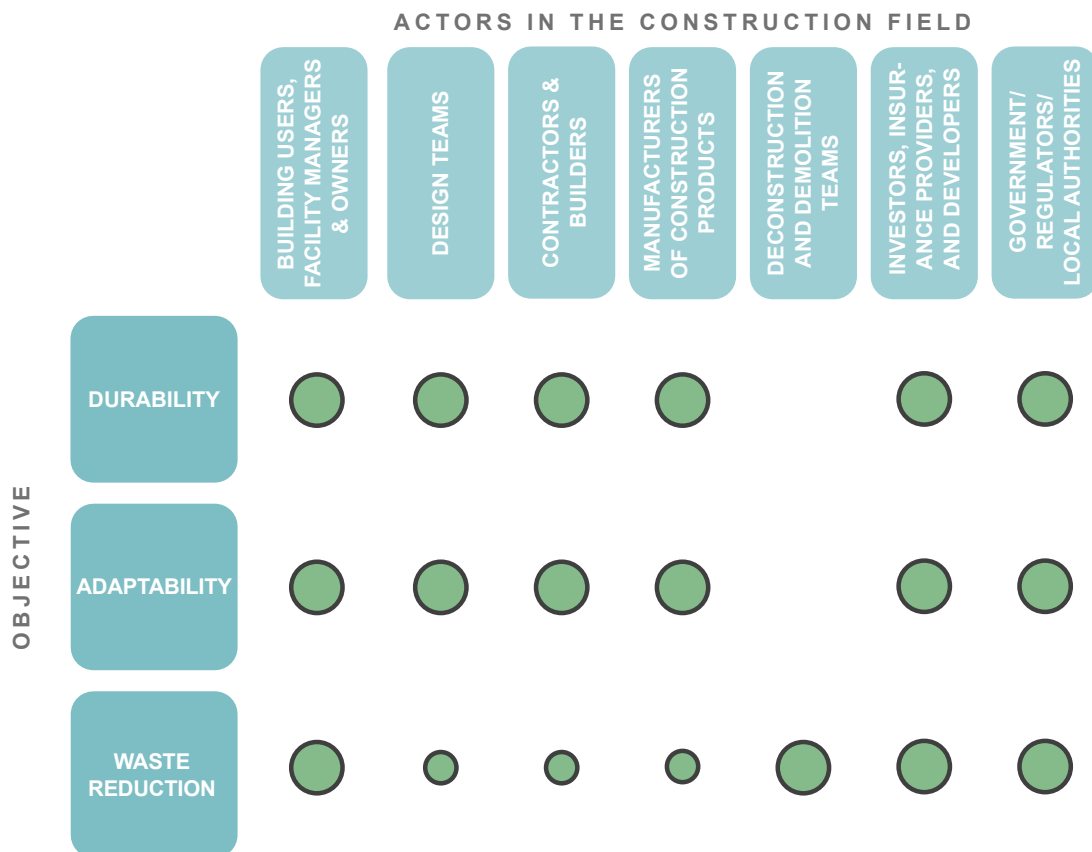 ACTORS IN THE CONSTRUCTION FIELD
BUILDING USERS,
FACILITY MANAGERS
& OWNERS
DESIGN TEAMS
CONTRACTORS &
BUILDERS
MANUFACTURERS
OF CONSTRUCTION
PRODUCTS
DECONSTRUCTION
AND DEMOLITION
TEAMS
INVESTORS, INSUR-
ANCE PROVIDERS,
AND DEVELOPERS
GOVERNMENT/
REGULATORS/
LOCAL AUTHORITIES
OBJECTIVE
DURABILITY
ADAPTABILITY
WASTE
REDUCTION